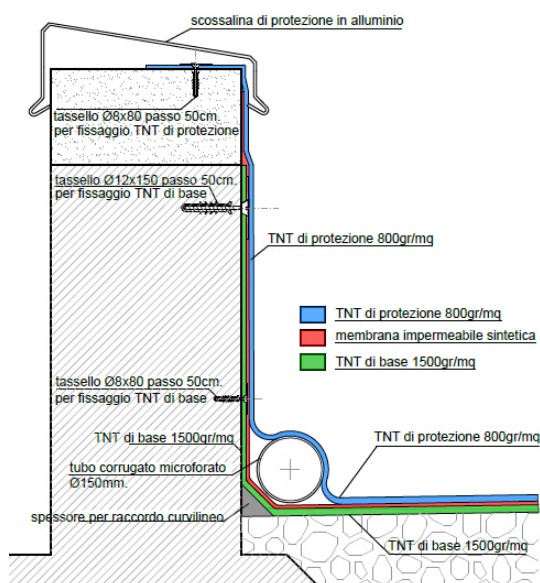 scossalina di protezione in alluminio
tassello Ø8x80 passo 50cm.
per fissaggio TNT di protezione
tassello Ø12x150 passo 50cm.
per fissaggio TNT di base
TNT di protezione 800gr/mq
TNT di protezione 800gr/mq
membrana impermeabile sintetica
TNT di base 1500gr/mq
tassello Ø8x80 passo 50cm.
per fissaggio TNT di base
TNT di base 1500gr/mq
TNT di protezione 800gr/mq
tubo corrugato microforato
Ø150mm.
spessore per raccordo curvilineo
TNT di base 1500gr/mq